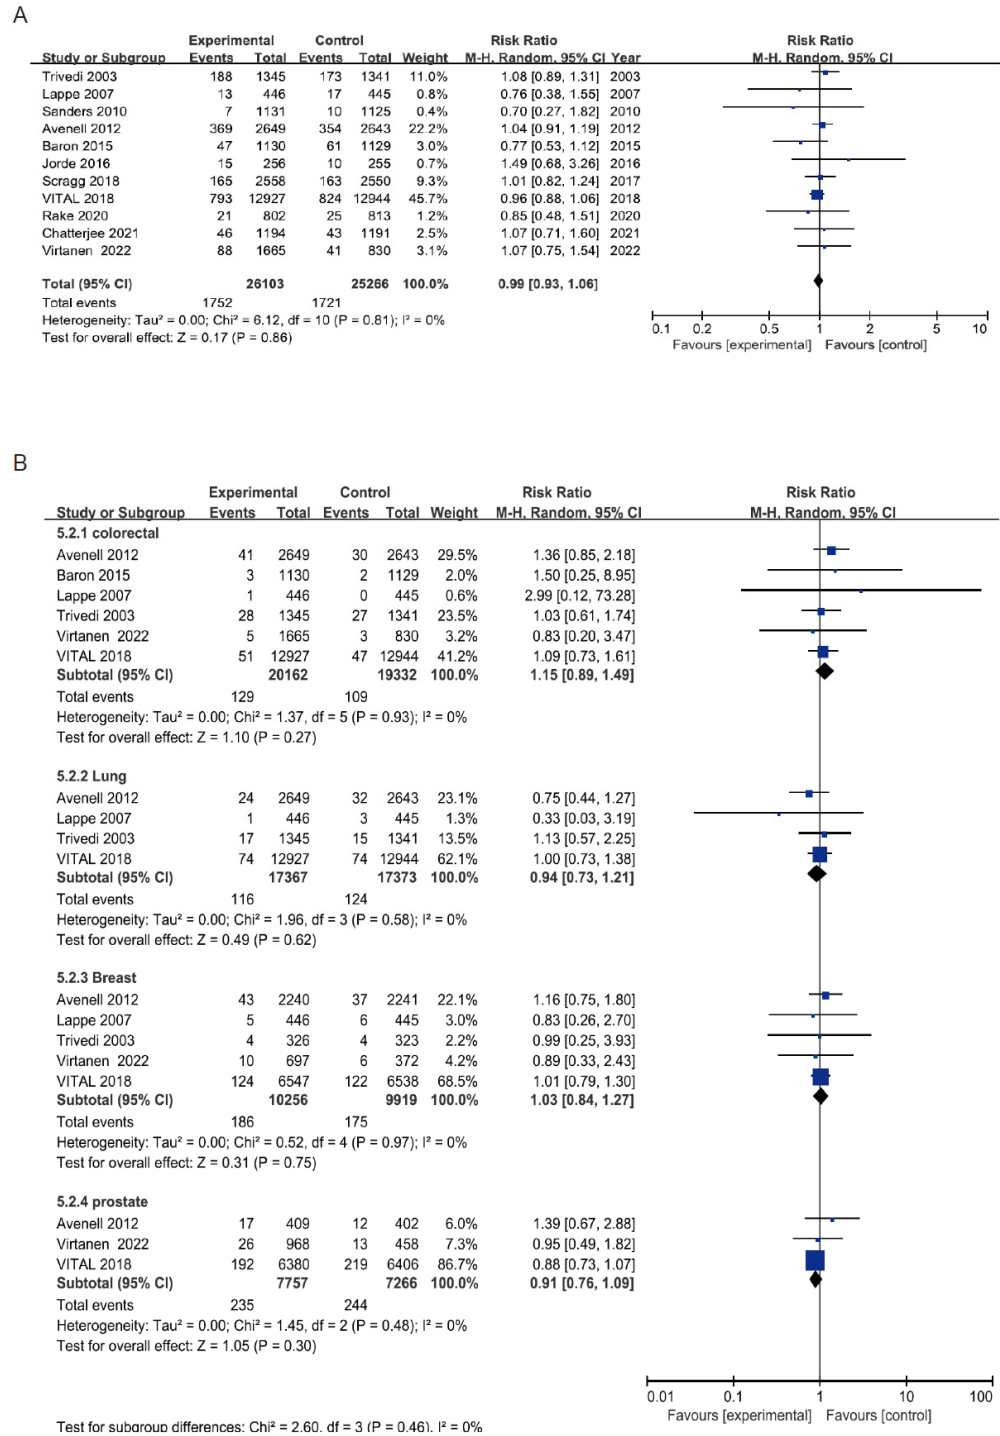 A
Experimental Control Risk Ratio Risk Ratio
Study or Subgroup Events Total Events Total Weight M-H, Random, 95% CI Year M-H, Random, 95% CI
Trivedi 2003 188 1345 173 1341 11.0% 1.08 [0.89, 1.31] 2003
Lappe 2007 13 446 17 445 0.8% 0.76 [0.38, 1.55] 2007
Sanders 2010 7 1131 10 1125 0.4% 0.70 [0.27, 1.82] 2010
Avenell 2012 369 2649 354 2643 22.2% 1.04 [0.91, 1.19] 2012
Baron 2015 47 1130 61 1129 3.0% 0.77 [0.53, 1.12] 2015
Jorde 2016 15 256 10 255 0.7% 1.49 [0.68, 3.26] 2016
Scragg 2018 165 2558 163 2550 9.3% 1.01 [0.82, 1.24] 2017
VITAL 2018 793 12927 824 12944 45.7% 0.96 [0.88, 1.06] 2018
Rake 2020 21 802 25 813 1.2% 0.85 [0.48, 1.51] 2020
Chatterjee 2021 46 1194 43 1191 2.1% 1.07 [0.71, 1.60] 2021
Virtanen 2022 88 1665 41 830 3.1% 1.07 [0.75, 1.54] 2022
Total (95% CI) 26103 25266 100.0% 0.99 [0.93, 1.06]
Total events 1752 1721
Heterogeneity: Tau² = 0.00; Chi² = 6.12, df = 10 (P = 0.81); I² = 0%
Test for overall effect: Z = 0.17 (P = 0.86)
0.1 0.2 0.5 1 2 5 10
Favours [experimental] Favours [control]
B
Experimental Control Risk Ratio Risk Ratio
Study or Subgroup Events Total Events Total Weight M-H, Random, 95% CI M-H, Random, 95% CI
5.2.1 colorectal
Avenell 2012 41 2649 30 2643 29.5% 1.36 [0.85, 2.18]
Baron 2015 3 1130 2 1129 2.0% 1.50 [0.25, 8.95]
Lappe 2007 1 446 0 445 0.6% 2.99 [0.12, 73.28]
Trivedi 2003 28 1345 27 1341 23.5% 1.03 [0.61, 1.74]
Virtanen 2022 5 1665 3 830 3.2% 0.83 [0.20, 3.47]
VITAL 2018 51 12927 47 12944 41.2% 1.09 [0.73, 1.61]
Subtotal (95% CI) 20162 19332 100.0% 1.15 [0.89, 1.49]
Total events 129 109
Heterogeneity: Tau² = 0.00; Chi² = 1.37, df = 5 (P = 0.93); I² = 0%
Test for overall effect: Z = 1.10 (P = 0.27)
5.2.2 Lung
Avenell 2012 24 2649 32 2643 23.1% 0.75 [0.44, 1.27]
Lappe 2007 1 446 3 445 1.3% 0.33 [0.03, 3.19]
Trivedi 2003 17 1345 15 1341 13.5% 1.13 [0.57, 2.25]
VITAL 2018 74 12927 74 12944 62.1% 1.00 [0.73, 1.38]
Subtotal (95% CI) 17367 17373 100.0% 0.94 [0.73, 1.21]
Total events 116 124
Heterogeneity: Tau² = 0.00; Chi² = 1.96, df = 3 (P = 0.58); I² = 0%
Test for overall effect: Z = 0.49 (P = 0.62)
5.2.3 Breast
Avenell 2012 43 2240 37 2241 22.1% 1.16 [0.75, 1.80]
Lappe 2007 5 446 6 445 3.0% 0.83 [0.26, 2.70]
Trivedi 2003 4 326 4 323 2.2% 0.99 [0.25, 3.93]
Virtanen 2022 10 697 6 372 4.2% 0.89 [0.33, 2.43]
VITAL 2018 124 6547 122 6538 68.5% 1.01 [0.79, 1.30]
Subtotal (95% CI) 10256 9919 100.0% 1.03 [0.84, 1.27]
Total events 186 175
Heterogeneity: Tau² = 0.00; Chi² = 0.52, df = 4 (P = 0.97); I² = 0%
Test for overall effect: Z = 0.31 (P = 0.75)
5.2.4 prostate
Avenell 2012 17 409 12 402 6.0% 1.39 [0.67, 2.88]
Virtanen 2022 26 968 13 458 7.3% 0.95 [0.49, 1.82]
VITAL 2018 192 6380 219 6406 86.7% 0.88 [0.73, 1.07]
Subtotal (95% CI) 7757 7266 100.0% 0.91 [0.76, 1.09]
Total events 235 244
Heterogeneity: Tau² = 0.00; Chi² = 1.45, df = 2 (P = 0.48); I² = 0%
Test for overall effect: Z = 1.05 (P = 0.30)
0.01 0.1 1 10 100
Favours [experimental] Favours [control]
Test for subgroup differences: Chi² = 2.60, df = 3 (P = 0.46), I² = 0%